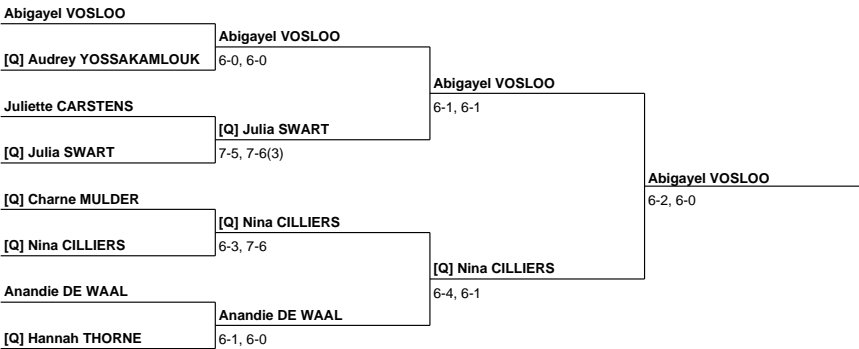 Abigayel VOSLOO
[Q] Audrey YOSSAKAMLOUK
Juliette CARSTENS
[Q] Julia SWART
[Q] Charne MULDER
[Q] Nina CILLIERS
Anandie DE WAAL
[Q] Hannah THORNE
Abigayel VOSLOO
6-0, 6-0
[Q] Julia SWART
7-5, 7-6(3)
[Q] Nina CILLIERS
6-3, 7-6
Anandie DE WAAL
6-1, 6-0
Abigayel VOSLOO
6-1, 6-1
[Q] Nina CILLIERS
6-4, 6-1
Abigayel VOSLOO
6-2, 6-0